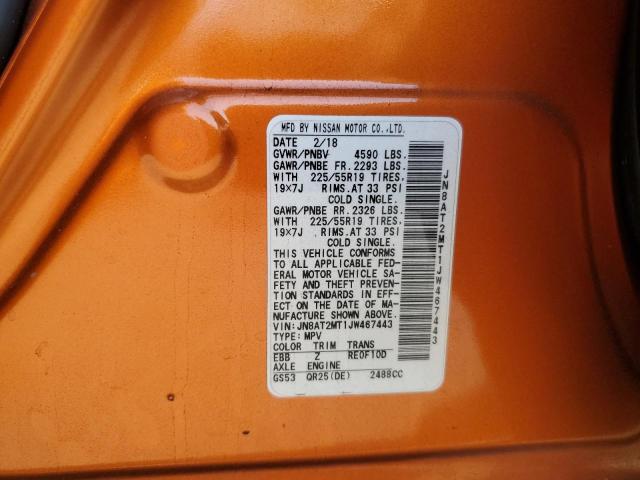 MFD BY NISSAN MOTOR CO.,LTD.
DATE 2/18
GVWR/PNBV 4590 LBS.
GAWR/PNBE FR. 2293 LBS.
WITH 225/55R19 TIRES.
19X7J RIMS. AT 33 PSI
COLD SINGLE.
GAWR/PNBE RR. 2326 LBS.
WITH 225/55R19 TIRES.
19X7J RIMS. AT 33 PSI
COLD SINGLE.
THIS VEHICLE CONFORMS
TO ALL APPLICABLE FED-
ERAL MOTOR VEHICLE SA-
FETY AND THEFT PREVEN-
TION STANDARDS IN EFF-
ECT ON THE DATE OF MA-
NUFACTURE SHOWN ABOVE.
VIN: JN8AT2MT1JW467443
TYPE: MPV
COLOR TRIM TRANS
EBB Z RE0F10D
AXLE ENGINE
GS53 QR25(DE) 2488CC
JN8AT2MT1JW467443